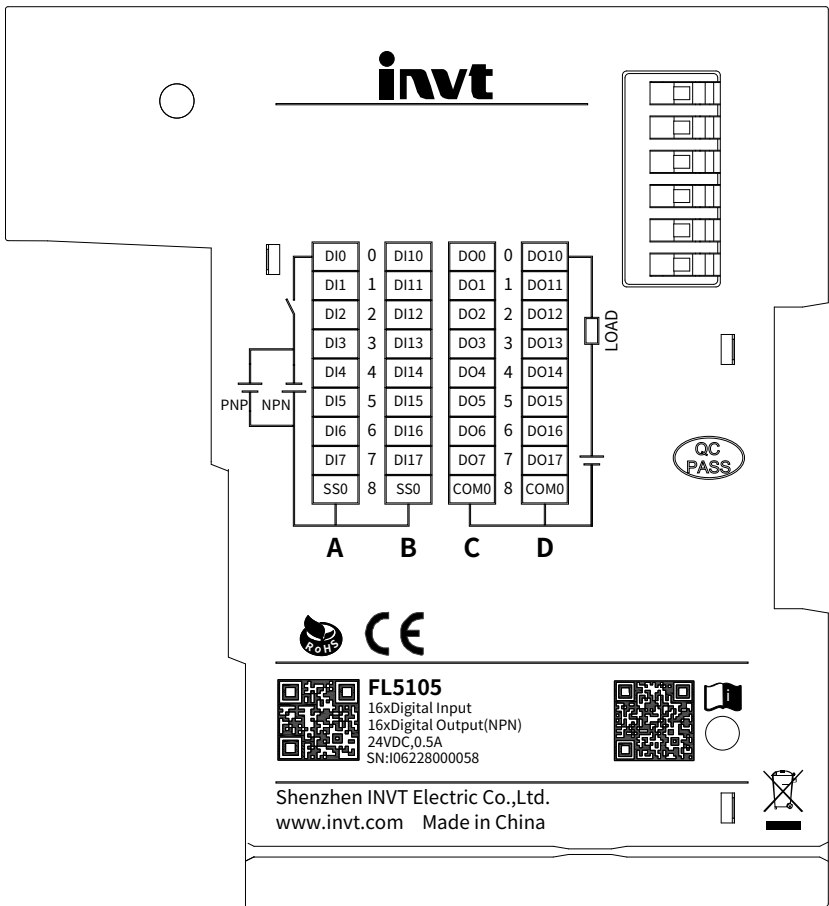 invt
DI0 0 DI10 DO0 0 DO10
DI1 1 DI11 DO1 1 DO11
DI2 2 DI12 DO2 2 DO12
DI3 3 DI13 DO3 3 DO13
DI4 4 DI14 DO4 4 DO14
DI5 5 DI15 DO5 5 DO15
DI6 6 DI16 DO6 6 DO16
DI7 7 DI17 DO7 7 DO17
SS0 8 SS0 COM0 8 COM0
A B C D
PNP NPN
LOAD
QC
PASS
RoHS CE
FL5105
16xDigital Input
16xDigital Output(NPN)
24VDC,0.5A
SN:I06228000058
i
Shenzhen INVT Electric Co.,Ltd.
www.invt.com Made in China